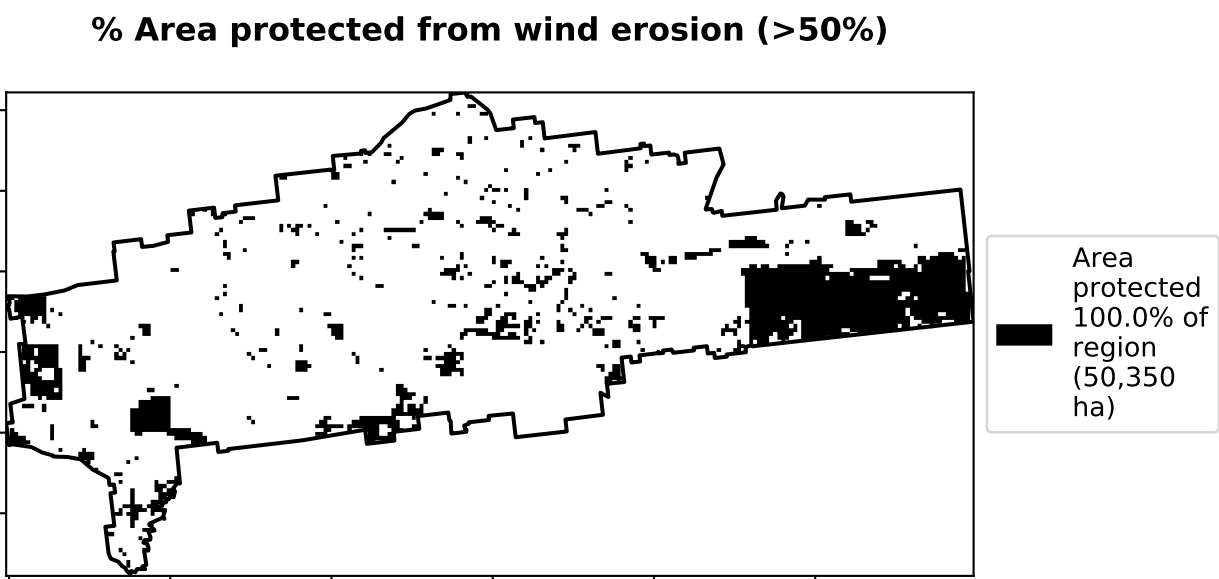 % Area protected from wind erosion (>50%)
Area
protected
100.0% of
region
(50,350
ha)